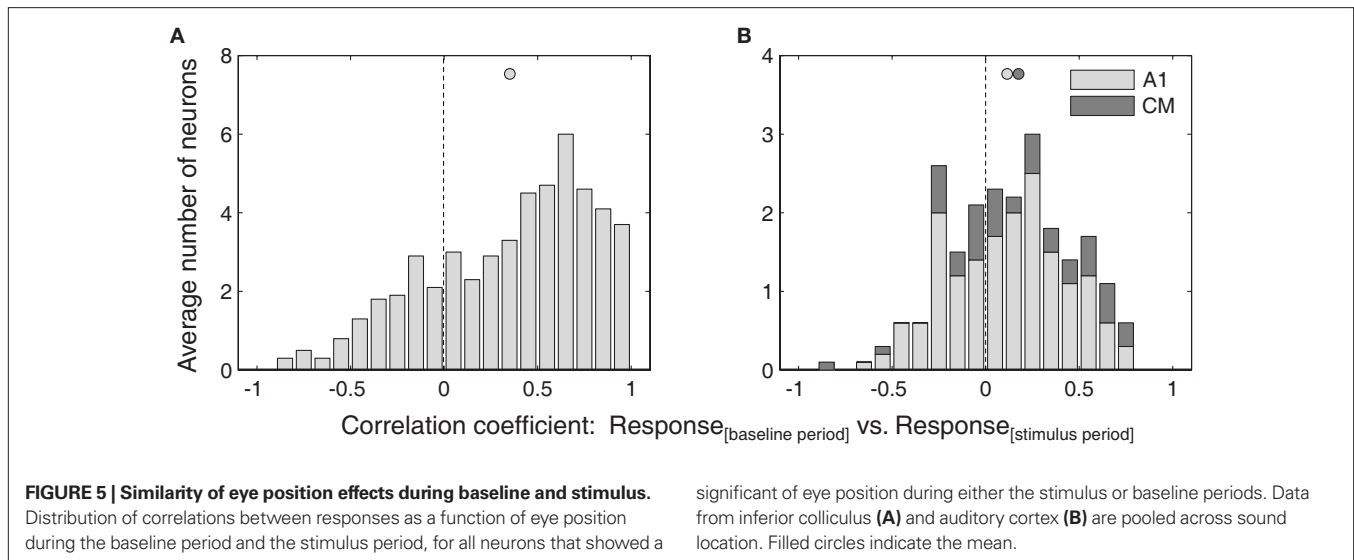 A
B
8
6
4
2
0
-1
-0.5
0
0.5
1
4
3
2
1
0
-1
-0.5
0
0.5
1
A1
CM
Average number of neurons
Correlation coefficient: Response[baseline period] vs. Response[stimulus period]
FIGURE 5 | Similarity of eye position effects during baseline and stimulus.
Distribution of correlations between responses as a function of eye position
during the baseline period and the stimulus period, for all neurons that showed a
significant of eye position during either the stimulus or baseline periods. Data
from inferior colliculus (A) and auditory cortex (B) are pooled across sound
location. Filled circles indicate the mean.